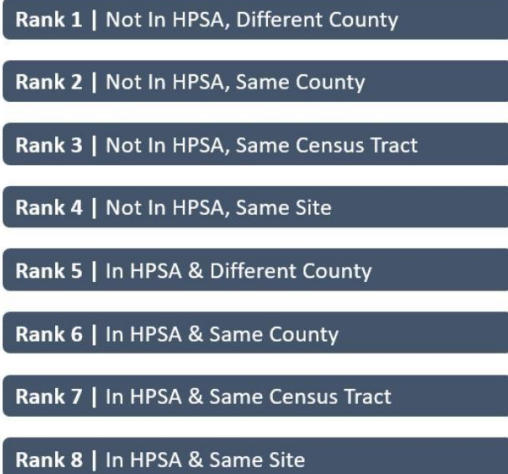 Rank 1 | Not In HPSA, Different County
Rank 2 | Not In HPSA, Same County
Rank 3 | Not In HPSA, Same Census Tract
Rank 4 | Not In HPSA, Same Site
Rank 5 | In HPSA & Different County
Rank 6 | In HPSA & Same County
Rank 7 | In HPSA & Same Census Tract
Rank 8 | In HPSA & Same Site